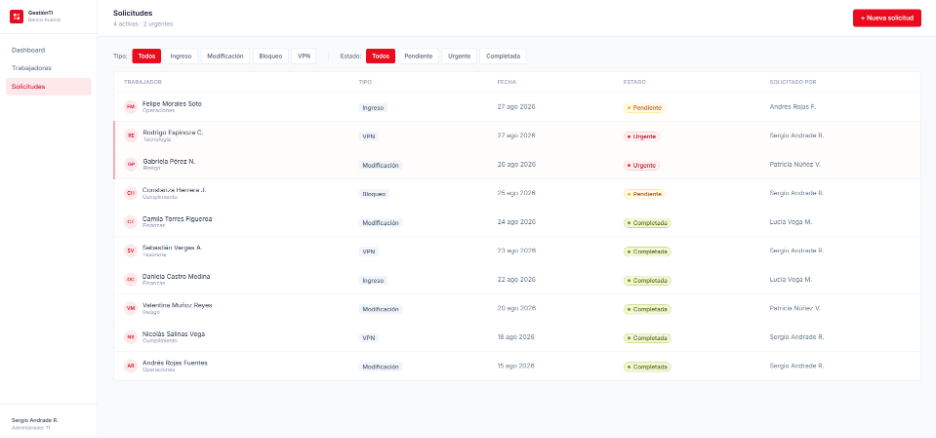 GestiónTI
Banco Austral
Dashboard
Trabajadores
Solicitudes
Solicitudes
4 activas · 2 urgentes
+ Nueva solicitud
Tipo: Todos Ingreso Modificación Bloqueo VPN Estado: Todos Pendiente Urgente Completada
TRABAJADOR TIPO FECHA ESTADO SOLICITADO POR
FM Felipe Morales Soto Ingreso 27 ago 2026 Pendiente Andrés Rojas F.
Operaciones
RE Rodrigo Espinoza C. VPN 27 ago 2026 Urgente Sergio Andrade R.
Tecnología
GP Gabriela Pérez N. Modificación 26 ago 2026 Urgente Patricia Núñez V.
Riesgo
CH Constanza Herrera J. Bloqueo 25 ago 2026 Pendiente Sergio Andrade R.
Cumplimiento
CT Camila Torres Figueroa Modificación 24 ago 2026 Completada Lucía Vega M.
Finanzas
SV Sebastián Vargas A. VPN 23 ago 2026 Completada Sergio Andrade R.
Tesorería
DC Daniela Castro Medina Ingreso 22 ago 2026 Completada Lucía Vega M.
Finanzas
VM Valentina Muñoz Reyes Modificación 20 ago 2026 Completada Patricia Núñez V.
Riesgo
NS Nicolás Salinas Vega VPN 18 ago 2026 Completada Sergio Andrade R.
Cumplimiento
AR Andrés Rojas Fuentes Modificación 15 ago 2026 Completada Sergio Andrade R.
Operaciones
Sergio Andrade R.
Administrador TI